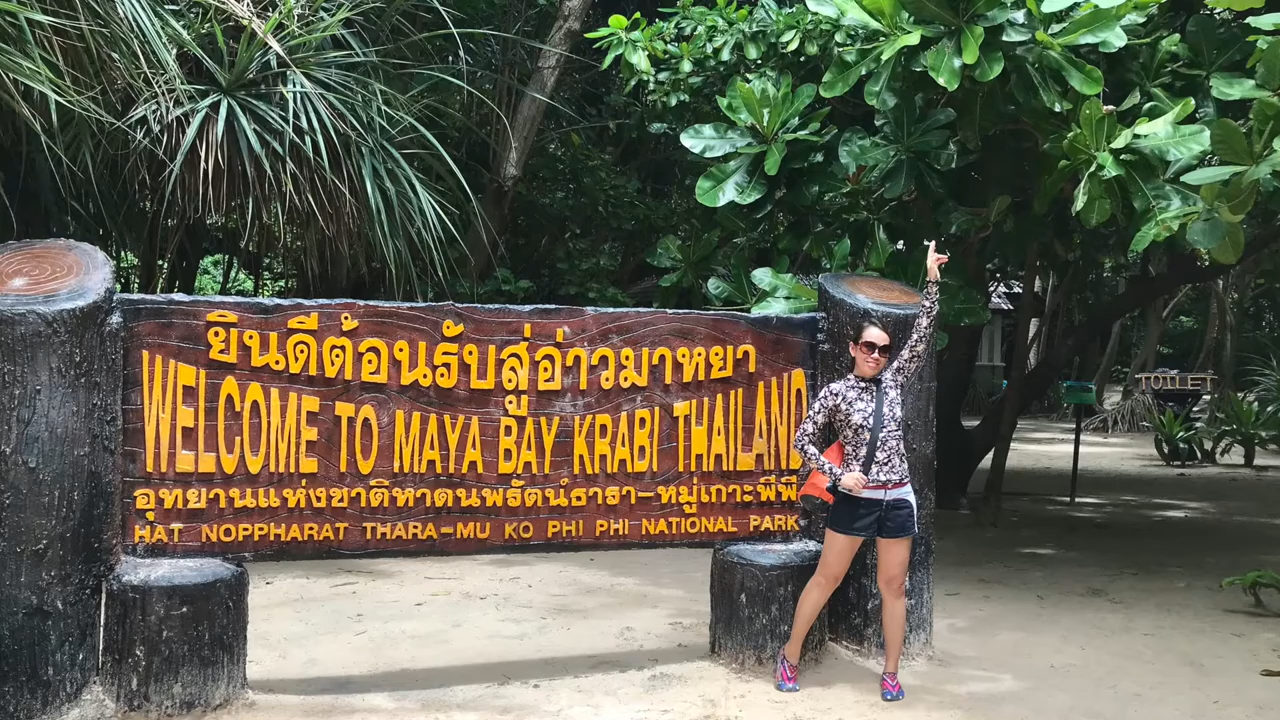 ยินดีต้อนรับสู่อ่าวมาหยา
WELCOME TO MAYA BAY KRABI THAILAND
อุทยานแห่งชาติหาดนพรัตน์ธารา-หมู่เกาะพีพี
HAT NOPPHARAT THARA-MU KO PHI PHI NATIONAL PARK
TOILET